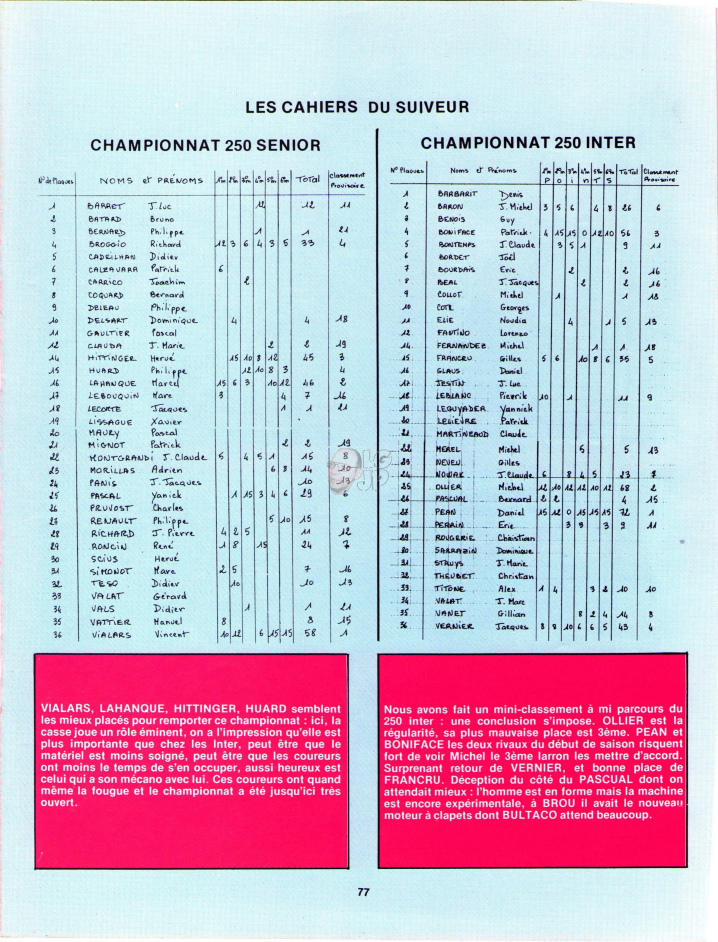 LES CAHIERS DU SUIVEUR
CHAMPIONNAT 250 SENIOR
N° de Plaques NOMS et PRÉNOMS 1re 2em 3em 4em 5em 6em Total Classement Provisoire
1 BARRET J. Luc 12 12 11
2 BATARD Bruno
3 BERNARD Philippe 1 1 21
4 BROGGIO Richard 12 3 6 4 3 5 33 4
5 CADEILHAN Didier
6 CALZAVARA Patrick 6
7 CARRICO Joachim 2
8 COQUARD Bernard
9 DELEAU Philippe
10 DELSART Dominique 4 4 18
11 GAULTIER Pascal
12 CLAUDA J. Marie 2 2 19
14 HITTINGER Hervé 15 10 8 12 45 3
15 HUARD Philippe 12 10 8 3 4
16 LAHANQUE Marcel 15 6 3 10 12 46 2
17 LEBOUQUIN Marc 3 4 7 16
18 LECORTE Jacques 1 1 21
19 LISSAGUE Xavier
20 MAURY Pascal
21 MIGNOT Patrick 2 2 19
22 MONTGRANDI J. Claude 5 4 5 1 15 8
23 MORILLAS Adrien 6 8 14 10
24 PANIS J. Jacques 10 13
25 PASCAL Yanick 1 15 3 4 6 29 6
26 PRUVOST Charles
27 RENAULT Philippe 5 10 15 8
28 RICHARD J. Pierre 4 2 5 11 12
29 RONCIN René 1 8 15 24 7
30 SCIUS Hervé
31 SIMONOT Marc 2 5 7 16
32 TESO Didier 10 10 13
33 VALAT Gérard
34 VALS Didier 1 1 21
35 VATTIER Manuel 8 8 15
36 VIALARS Vincent 10 12 6 15 15 58 1
VIALARS, LAHANQUE, HITTINGER, HUARD semblent
les mieux placés pour remporter ce championnat : ici, la
casse joue un rôle éminent, on a l'impression qu'elle est
plus importante que chez les Inter, peut être que le
matériel est moins soigné, peut être que les coureurs
ont moins le temps de s'en occuper, aussi heureux est
celui qui a son mécano avec lui. Ces coureurs ont quand
même la fougue et le championnat a été jusqu'ici très
ouvert.
CHAMPIONNAT 250 INTER
N° Plaques Noms et Prénoms 1re 2em 3em 4em 5em 6em Total Classement Provisoire
P o i n T S
1 BARBARIT Denis
2 BARON J. Michel 3 5 6 4 8 26 6
3 BENOIS Guy
4 BONIFACE Patrick 4 15 15 0 12 10 56 3
5 BONTEMPS J. Claude 3 5 1 9 11
6 BORDET Joël
7 BOURDAIS Eric 2 2 16
8 BEAL J. Jacques 2 2 16
9 COLLOT Michel 1 1 18
10 COTR Georges
11 ELIE Noudia 4 1 5 13
12 FANTINO Lorenzo
14 FERNANDEZ Michel 1 1 18
15 FRANCRU Gilles 5 6 10 8 6 35 5
16 GLAUS Daniel
17 JESTIN J. Luc
18 LEBLANC Pierrik 10 1 11 9
19 LEGUYADER Yannick
20 LELIEVRE Patrick
21 MARTINEAUD Claude
22 MEREL Michel 5 5 13
23 NEVEU Gilles
24 NOWAK J. Claude 6 8 4 5 23 7
25 OLLIER Michel 12 10 12 12 10 12 68 2
26 PASCUAL Bernard 2 2 4 15
27 PEAN Daniel 15 12 0 15 15 15 72 1
28 PERRIN Eric 3 3 3 9 11
29 ROUGERIE Christian
30 SARRAZIN Dominique
31 STRUYS J. Marie
32 THEUBET Christian
33 TITONE Alex 1 4 3 2 10 10
34 VALAT J. Marc
35 VANET Gillian 8 2 4 14 8
36 VERNIER Jacques 8 8 10 6 6 5 43 4
Nous avons fait un mini-classement à mi parcours du
250 inter : une conclusion s'impose. OLLIER est la
régularité, sa plus mauvaise place est 3ème. PEAN et
BONIFACE les deux rivaux du début de saison risquent
fort de voir Michel le 3ème larron les mettre d'accord.
Surprenant retour de VERNIER, et bonne place de
FRANCRU. Déception du côté du PASCUAL dont on
attendait mieux : l'homme est en forme mais la machine
est encore expérimentale, à BROU il avait le nouveau
moteur à clapets dont BULTACO attend beaucoup.
77